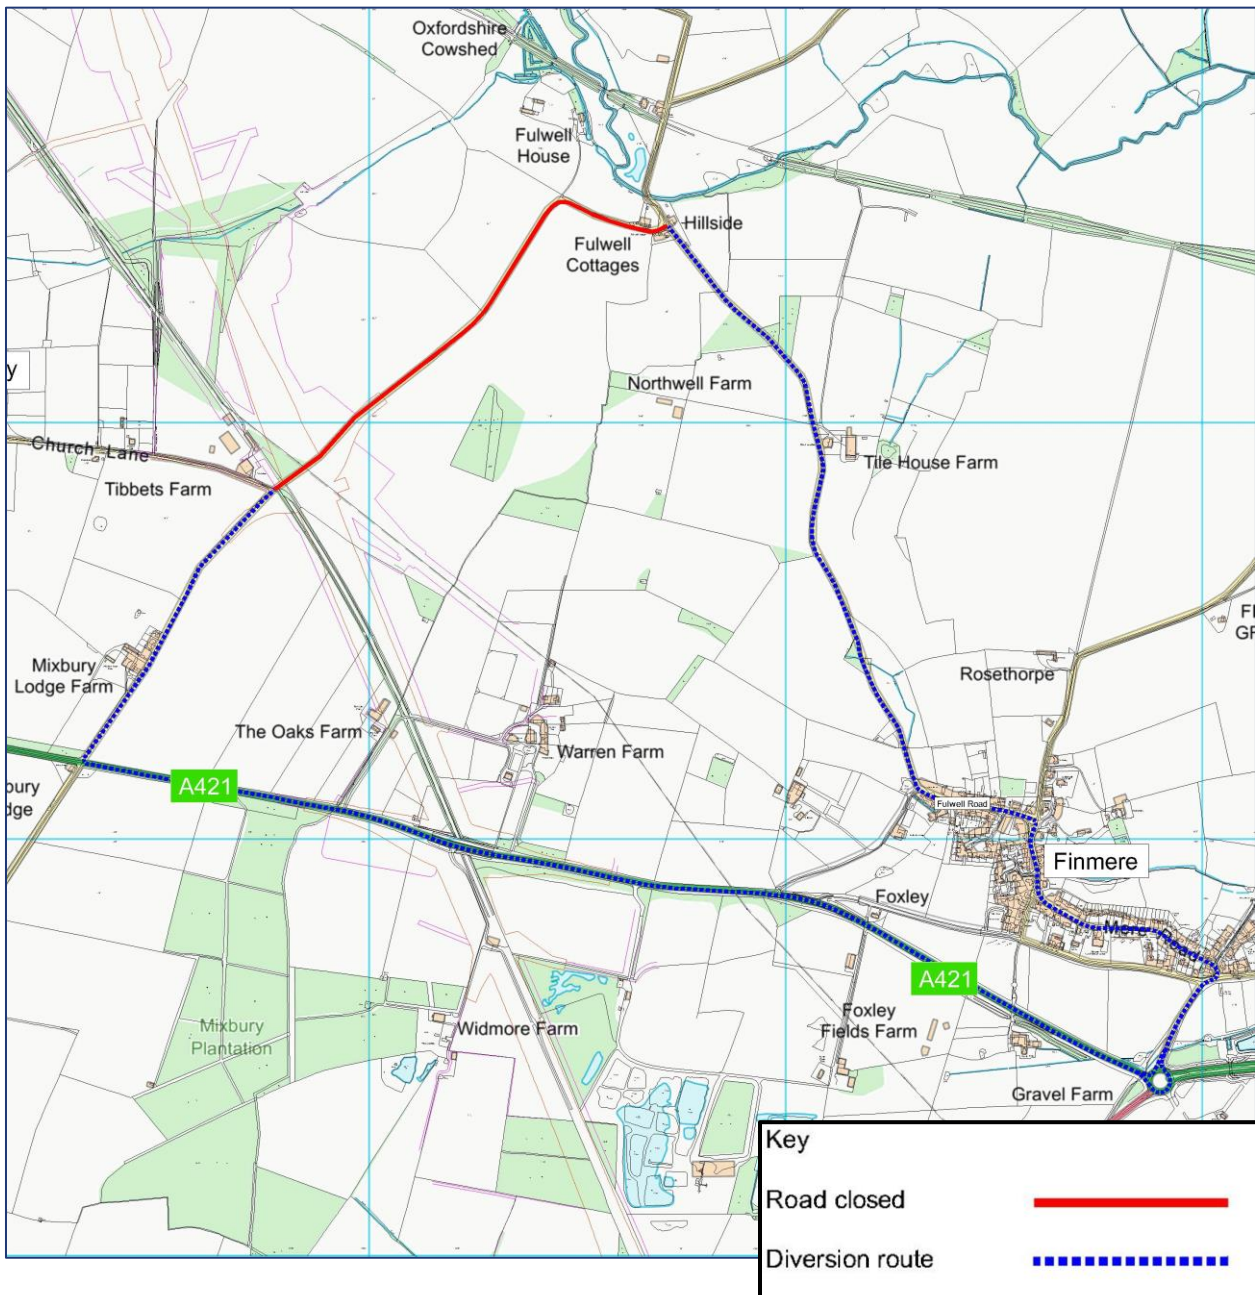 Oxfordshire
Cowshed
Fulwell
House
Hillside
Fulwell
Cottages
Northwell Farm
y
Church Lane
Tile House Farm
Tibbets Farm
Mixbury
Lodge Farm
Rosethorpe
The Oaks Farm
Warren Farm
A421
Fulwell Road
Finmere
Foxley
Mere Road
A421
Foxley
Fields Farm
Widmore Farm
Mixbury
Plantation
Gravel Farm
Key
Road closed
Diversion route